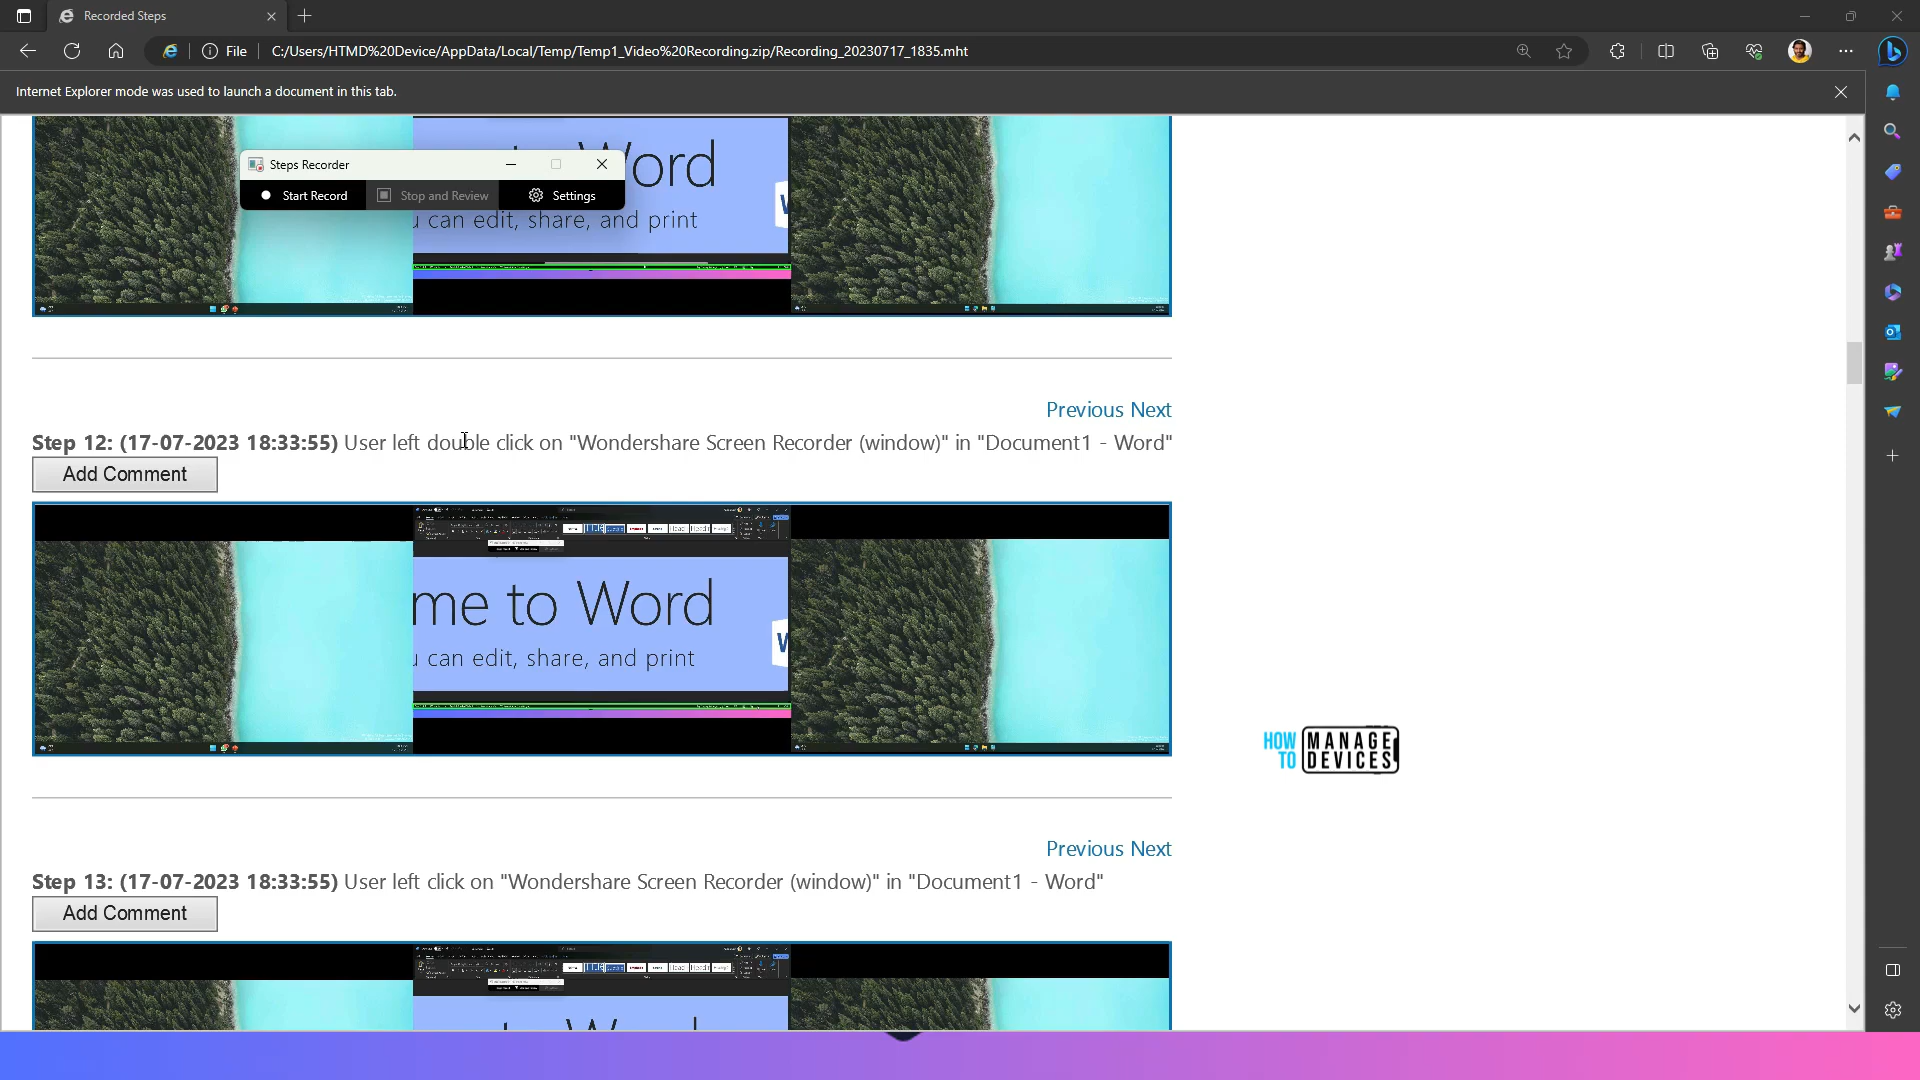 Recorded Steps
File
C:/Users/HTMD%20Device/AppData/Local/Temp/Temp1_Video%20Recording.zip/Recording_20230717_1835.mht
Internet Explorer mode was used to launch a document in this tab.
Steps Recorder
Start Record
Stop and Review
Settings
Word
u can edit, share, and print
Previous Next
Step 12: (17-07-2023 18:33:55) User left double click on "Wondershare Screen Recorder (window)" in "Document1 - Word"
Add Comment
me to Word
u can edit, share, and print
HOW TO MANAGE DEVICES
Previous Next
Step 13: (17-07-2023 18:33:55) User left click on "Wondershare Screen Recorder (window)" in "Document1 - Word"
Add Comment